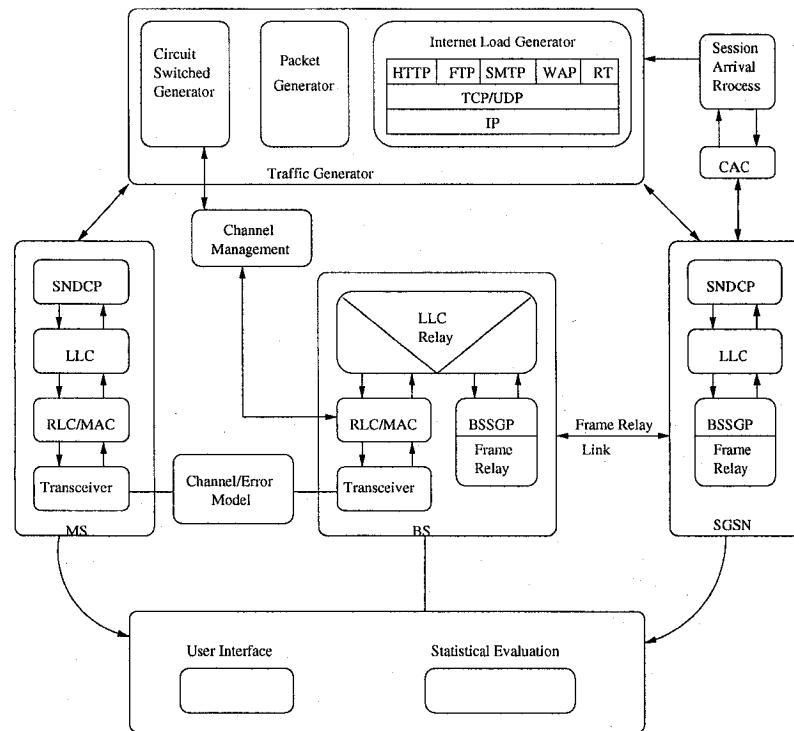 Circuit
Switched
Generator
Packet
Generator
Internet Load Generator
HTTP FTP SMTP WAP RT
TCP/UDP
IP
Traffic Generator
Session
Arrival
Rrocess
CAC
Channel
Management
SNDCP
LLC
RLC/MAC
Transceiver
MS
Channel/Error
Model
LLC
Relay
RLC/MAC
Transceiver
BSSGP
Frame
Relay
BS
Frame Relay
Link
SNDCP
LLC
BSSGP
Frame
Relay
SGSN
User Interface
Statistical Evaluation